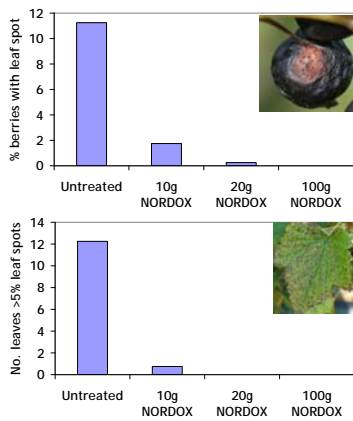 % berries with leaf spot
12
10
8
6
4
2
0
Untreated 10g 20g 100g
NORDOX NORDOX NORDOX
No. leaves >5% leaf spots
14
12
10
8
6
4
2
0
Untreated 10g 20g 100g
NORDOX NORDOX NORDOX